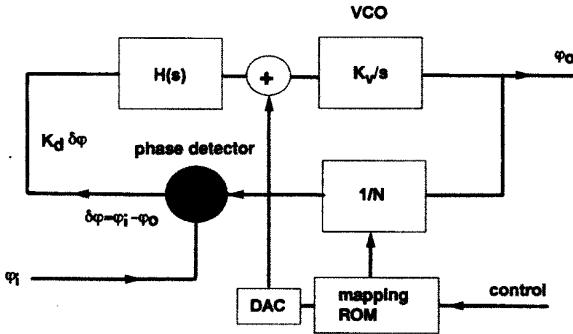 VCO
φo
H(s)
+
Kv/s
Kd δφ
phase detector
1/N
δφ=φi -φo
φi
DAC
mapping
ROM
control